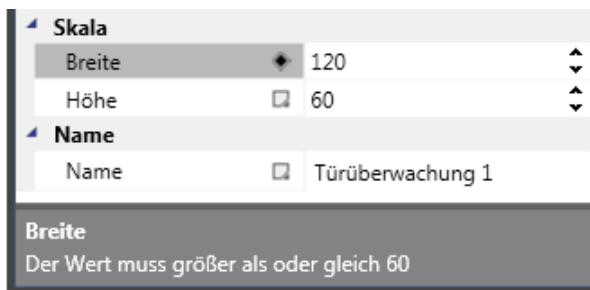 Skala
Breite 120
Höhe 60
Name
Name Türüberwachung 1
Breite
Der Wert muss größer als oder gleich 60